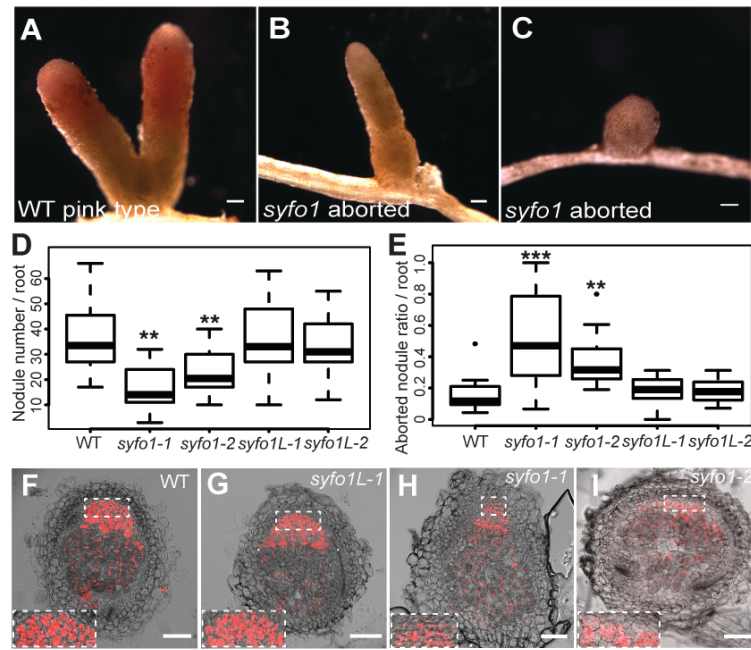 A
WT pink type
B
syfo1 aborted
C
syfo1 aborted
D
Nodule number / root
60
50
40
30
20
10
**
**
WT
syfo1-1
syfo1-2
syfo1L-1
syfo1L-2
E
Aborted nodule ratio / root
1.0
0.8
0.6
0.4
0.2
0
***
**
WT
syfo1-1
syfo1-2
syfo1L-1
syfo1L-2
F
WT
G
syfo1L-1
H
syfo1-1
I
syfo1-2